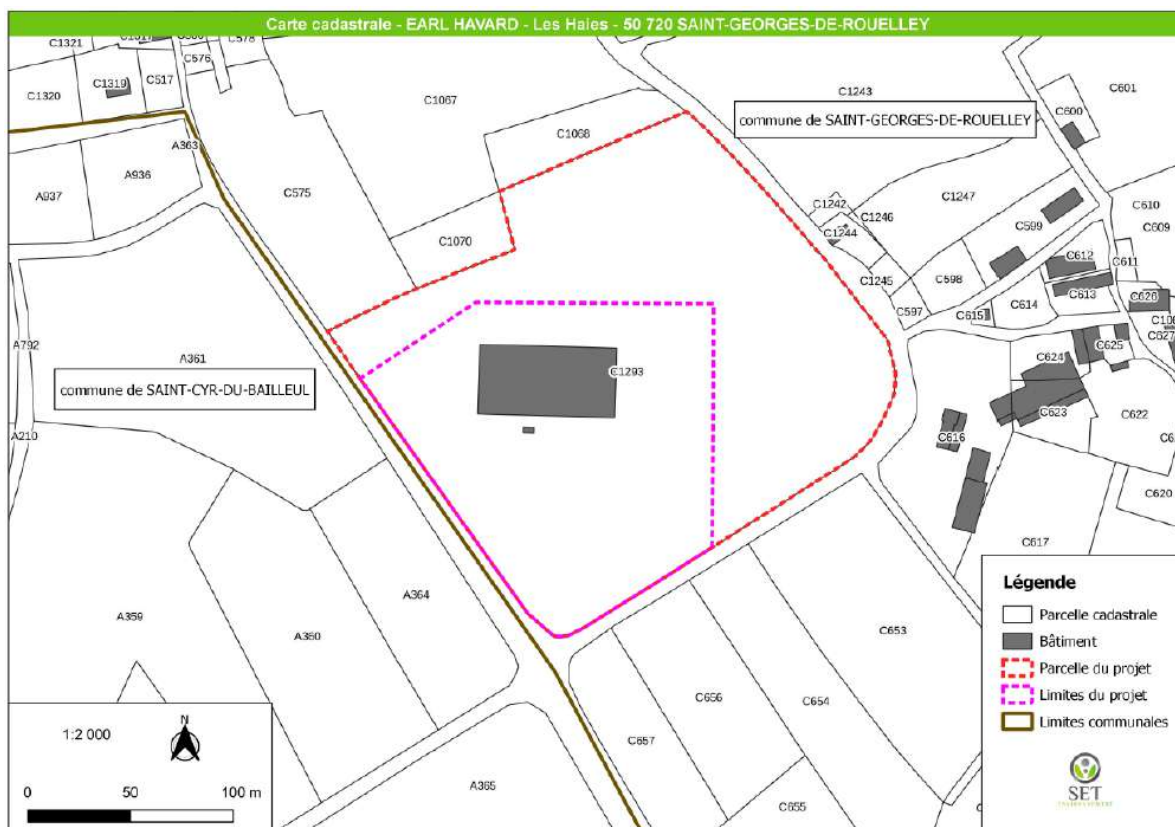 Carte cadastrale - EARL HAVARD - Les Haies - 50 720 SAINT-GEORGES-DE-ROUELLEY
C1321
C576
C578
C1319
C517
C1320
C1067
C1243
C601
C600
commune de SAINT-GEORGES-DE-ROUELLEY
C1068
A363
A936
A937
C575
C1247
C1242
C1246
C1244
C610
C609
C599
C1070
C612
C611
C1245
C598
C613
C614
C597
C615
C626
C627
C625
C624
A792
A361
C1293
commune de SAINT-CYR-DU-BAILLEUL
C623
C622
A210
C616
C620
C617
A364
A359
A380
C653
C656
C654
C657
A365
C655
Légende
Parcelle cadastrale
Bâtiment
Parcelle du projet
Limites du projet
Limites communales
N
1:2 000
0 50 100 m
SET